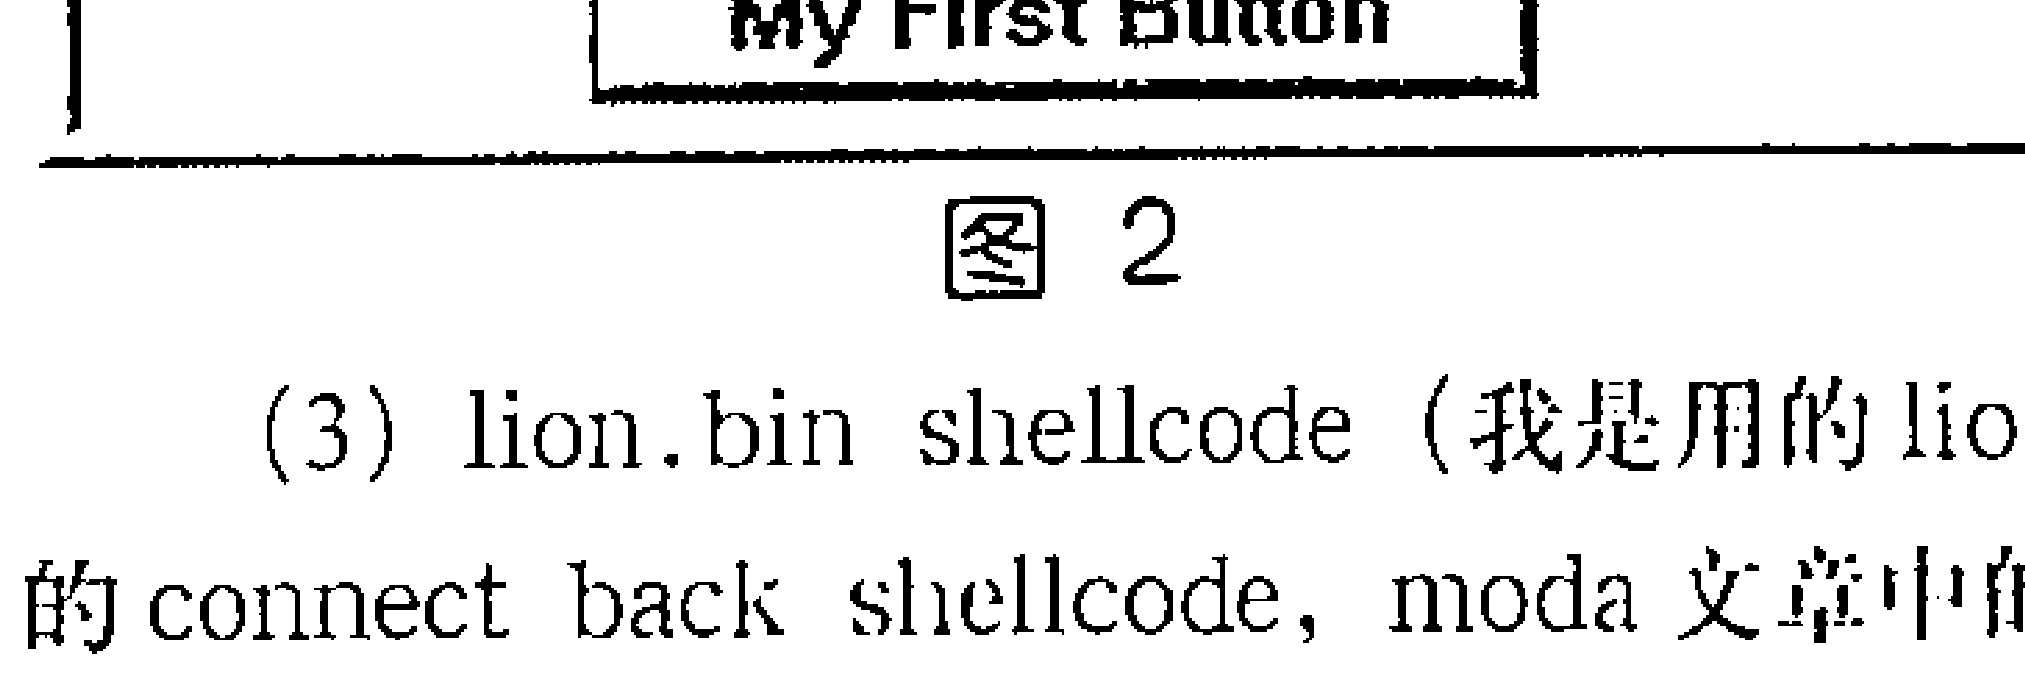 My First Button
图 2
(3) lion.bin shellcode (我是用的 lio
的 connect back shellcode, moda 文章中的